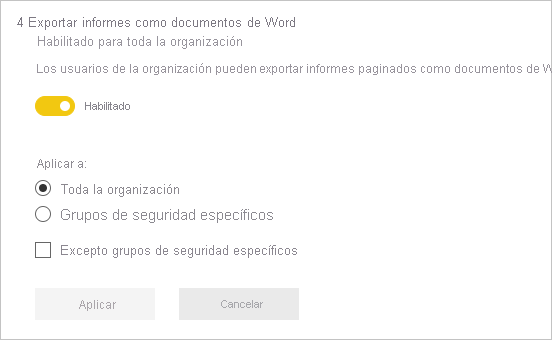 4 Exportar informes como documentos de Word
Habilitado para toda la organización
Los usuarios de la organización pueden exportar informes paginados como documentos de W
Habilitado
Aplicar a:
Toda la organización
Grupos de seguridad específicos
Excepto grupos de seguridad específicos
Aplicar
Cancelar